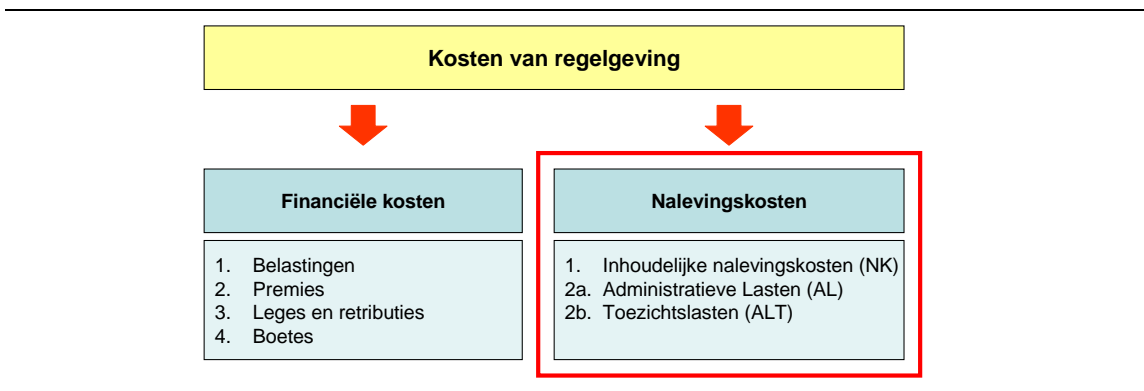 Kosten van regelgeving
Financiële kosten
1. Belastingen
2. Premies
3. Leges en retributies
4. Boetes
Nalevingskosten
1. Inhoudelijke nalevingskosten (NK)
2a. Administratieve Lasten (AL)
2b. Toezichtslasten (ALT)